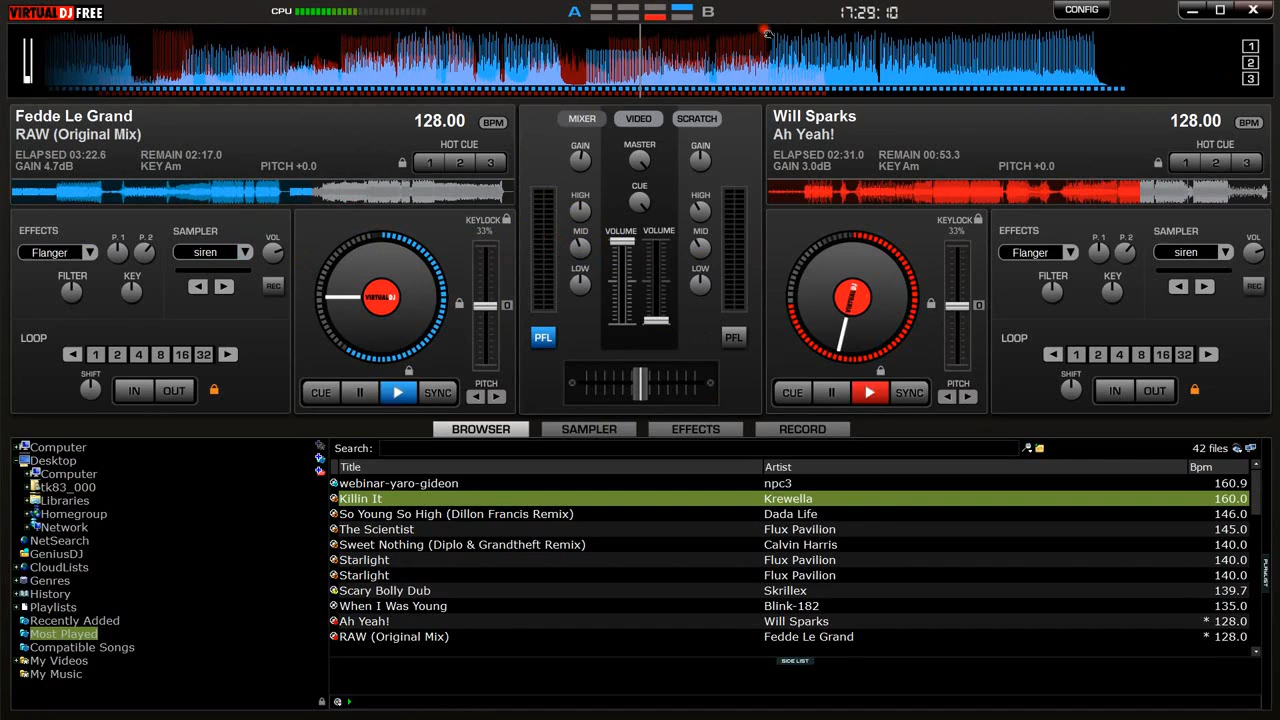 VIRTUAL DJ FREE
CPU
A
B
17:29:10
CONFIG
1
2
3
Fedde Le Grand
RAW (Original Mix)
128.00 BPM
ELAPSED 03:22.6 REMAIN 02:17.0
GAIN 4.7dB KEY Am PITCH +0.0
HOT CUE
1 2 3
MIXER VIDEO SCRATCH
GAIN MASTER GAIN
HIGH CUE HIGH
MID VOLUME VOLUME MID
LOW LOW
PFL PFL
Will Sparks
Ah Yeah!
128.00 BPM
ELAPSED 02:31.0 REMAIN 00:53.3
GAIN 3.0dB KEY Am PITCH +0.0
HOT CUE
1 2 3
EFFECTS P. 1 P. 2 SAMPLER VOL
Flanger siren
FILTER KEY REC
LOOP
1 2 4 8 16 32
SHIFT IN OUT
KEYLOCK
33%
0
VIRTUAL DJ
CUE SYNC PITCH
KEYLOCK
33%
0
VIRTUAL DJ
CUE SYNC PITCH
EFFECTS P. 1 P. 2 SAMPLER VOL
Flanger siren
FILTER KEY REC
LOOP
1 2 4 8 16 32
SHIFT IN OUT
BROWSER SAMPLER EFFECTS RECORD
Computer
Desktop
Computer
tk83_000
Libraries
Homegroup
Network
NetSearch
GeniusDJ
CloudLists
Genres
History
Playlists
Recently Added
Most Played
Compatible Songs
My Videos
My Music
Search: 42 files
Title Artist Bpm
webinar-yaro-gideon npc3 160.9
Killin It Krewella 160.0
So Young So High (Dillon Francis Remix) Dada Life 146.0
The Scientist Flux Pavilion 145.0
Sweet Nothing (Diplo & Grandtheft Remix) Calvin Harris 140.0
Starlight Flux Pavilion 140.0
Starlight Flux Pavilion 140.0
Scary Bolly Dub Skrillex 139.7
When I Was Young Blink-182 135.0
Ah Yeah! Will Sparks * 128.0
RAW (Original Mix) Fedde Le Grand * 128.0
SIDE LIST
PLAYLIST